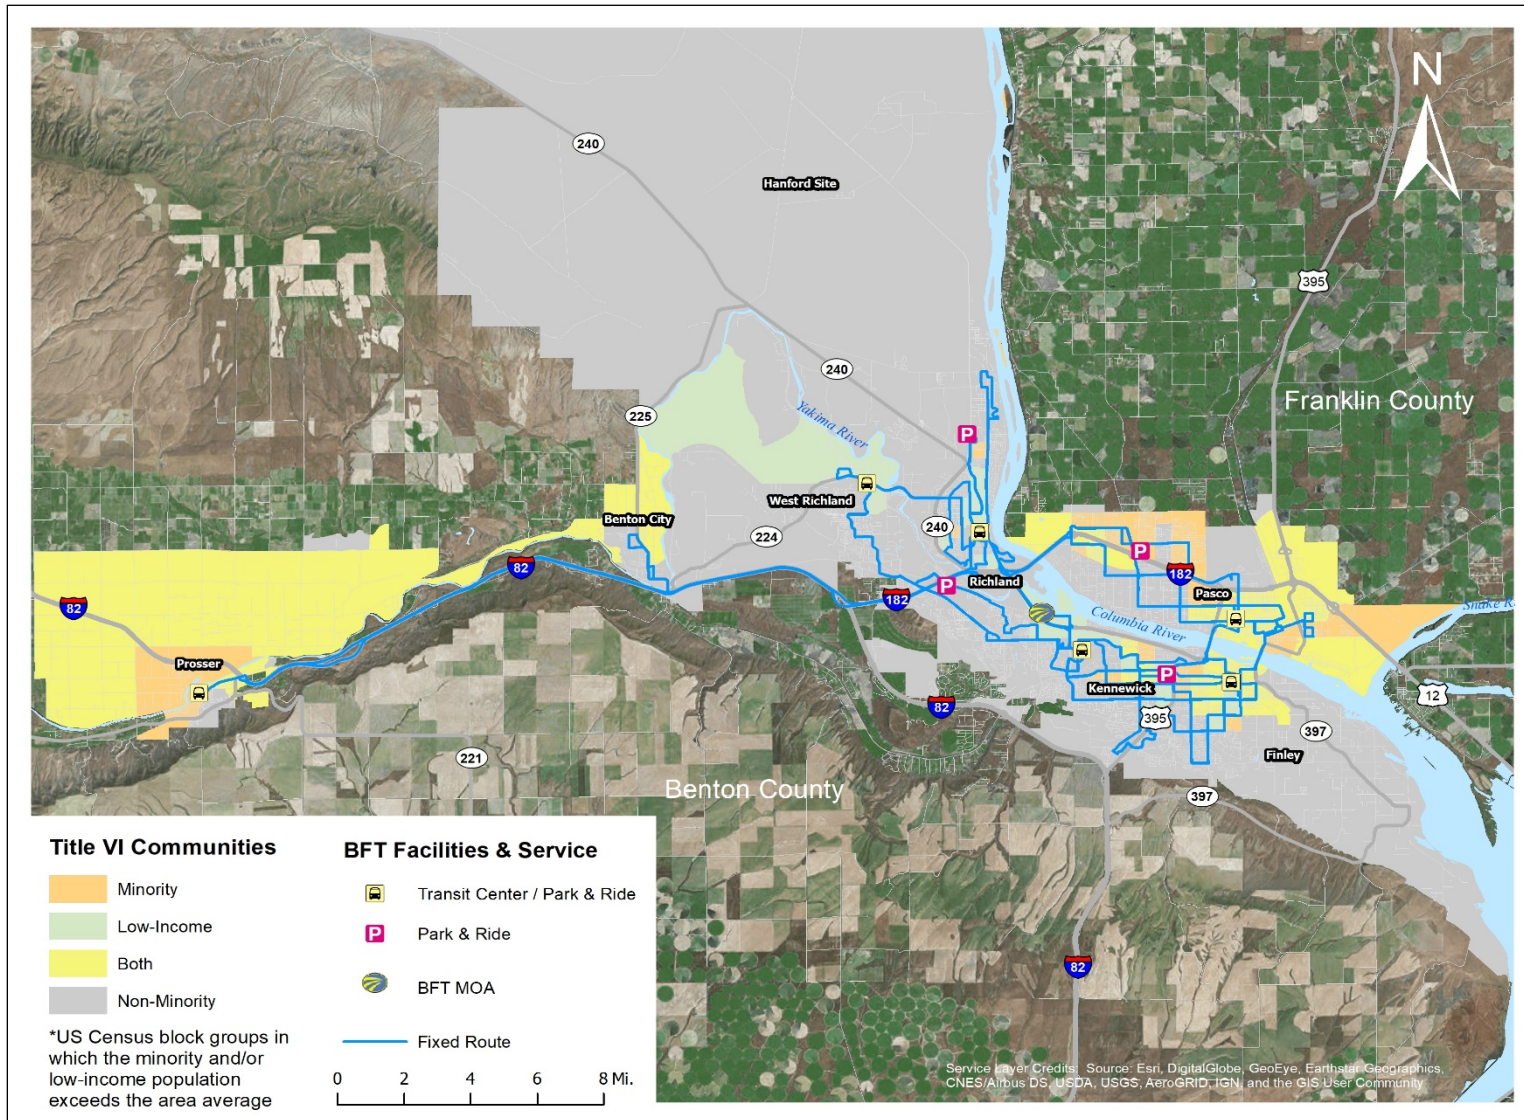 N
240
Hanford Site
395
240
Franklin County
225
Yakima River
P
West Richland
Benton City
240
224
P
82
182
Richland
P
182
Pasco
82
Columbia River
Snake R
Prosser
P
Kennewick
12
82
395
397
Finley
221
Benton County
397
82
Title VI Communities
Minority
Low-Income
Both
Non-Minority
*US Census block groups in
which the minority and/or
low-income population
exceeds the area average
BFT Facilities & Service
Transit Center / Park & Ride
P Park & Ride
BFT MOA
Fixed Route
0 2 4 6 8 Mi.
Service Layer Credits: Source: Esri, DigitalGlobe, GeoEye, Earthstar Geographics,
CNES/Airbus DS, USDA, USGS, AeroGRID, IGN, and the GIS User Community